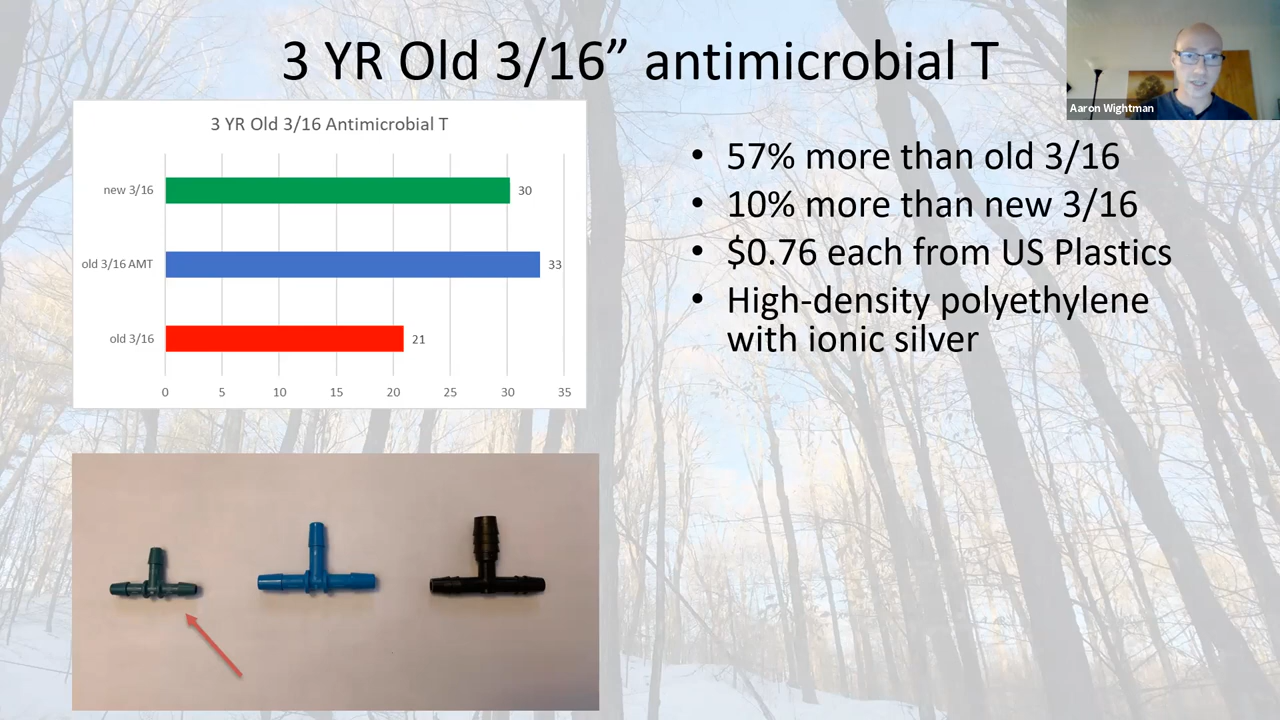 3 YR Old 3/16” antimicrobial T
Aaron Wightman
3 YR Old 3/16 Antimicrobial T
new 3/16
30
old 3/16 AMT
33
old 3/16
21
0 5 10 15 20 25 30 35
• 57% more than old 3/16
• 10% more than new 3/16
• $0.76 each from US Plastics
• High-density polyethylene
with ionic silver